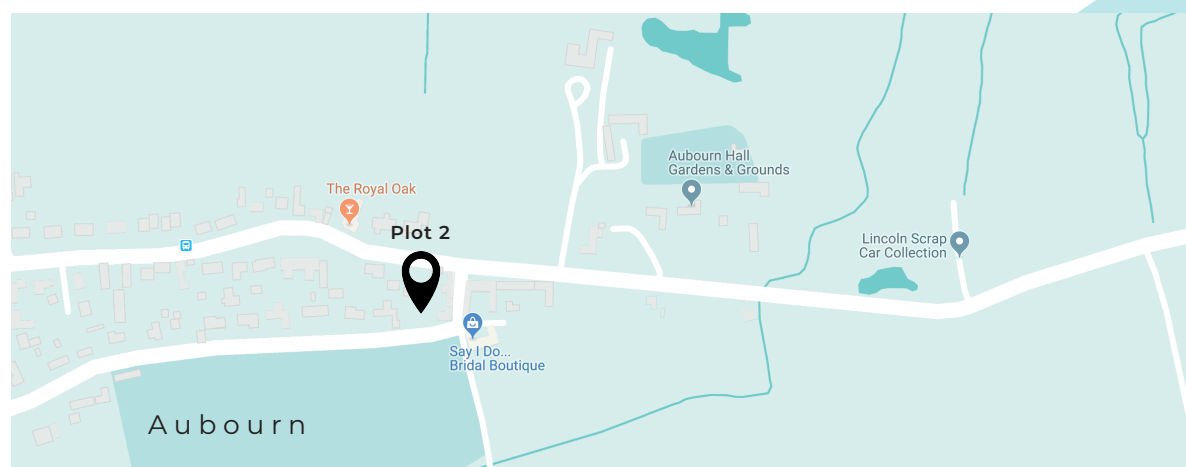 Aubourn Hall
Gardens & Grounds
The Royal Oak
Plot 2
Lincoln Scrap
Car Collection
Say I Do...
Bridal Boutique
Aubourn